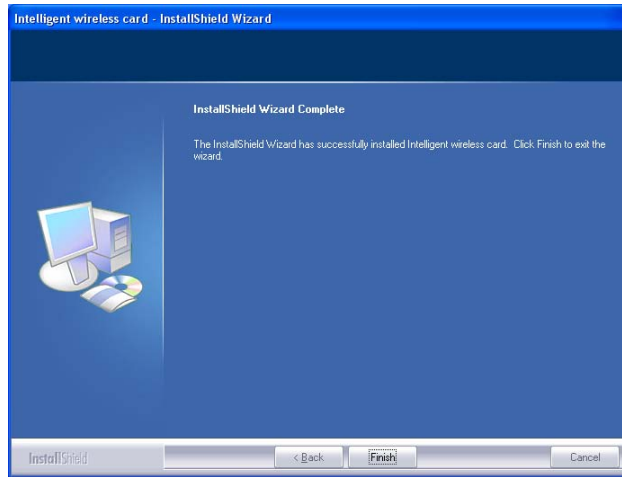 Intelligent wireless card - InstallShield Wizard
InstallShield Wizard Complete
The InstallShield Wizard has successfully installed Intelligent wireless card. Click Finish to exit the
wizard.
InstallShield
< Back
Finish
Cancel